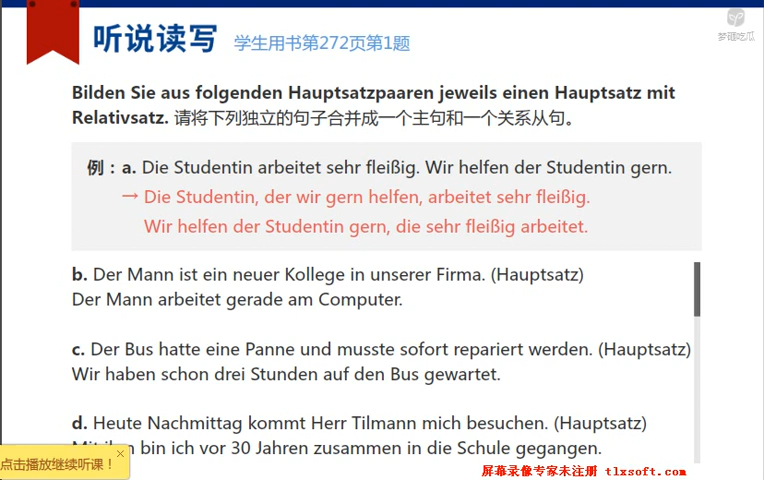 听说读写 学生用书第272页第1题
梦砸吃瓜
Bilden Sie aus folgenden Hauptsatzpaaren jeweils einen Hauptsatz mit
Relativsatz. 请将下列独立的句子合并成一个主句和一个关系从句。
例：a. Die Studentin arbeitet sehr fleißig. Wir helfen der Studentin gern.
→ Die Studentin, der wir gern helfen, arbeitet sehr fleißig.
Wir helfen der Studentin gern, die sehr fleißig arbeitet.
b. Der Mann ist ein neuer Kollege in unserer Firma. (Hauptsatz)
Der Mann arbeitet gerade am Computer.
c. Der Bus hatte eine Panne und musste sofort repariert werden. (Hauptsatz)
Wir haben schon drei Stunden auf den Bus gewartet.
d. Heute Nachmittag kommt Herr Tilmann mich besuchen. (Hauptsatz)
bin ich vor 30 Jahren zusammen in die Schule gegangen.
点击播放继续听课！
屏幕录像专家未注册 tlxsoft.com